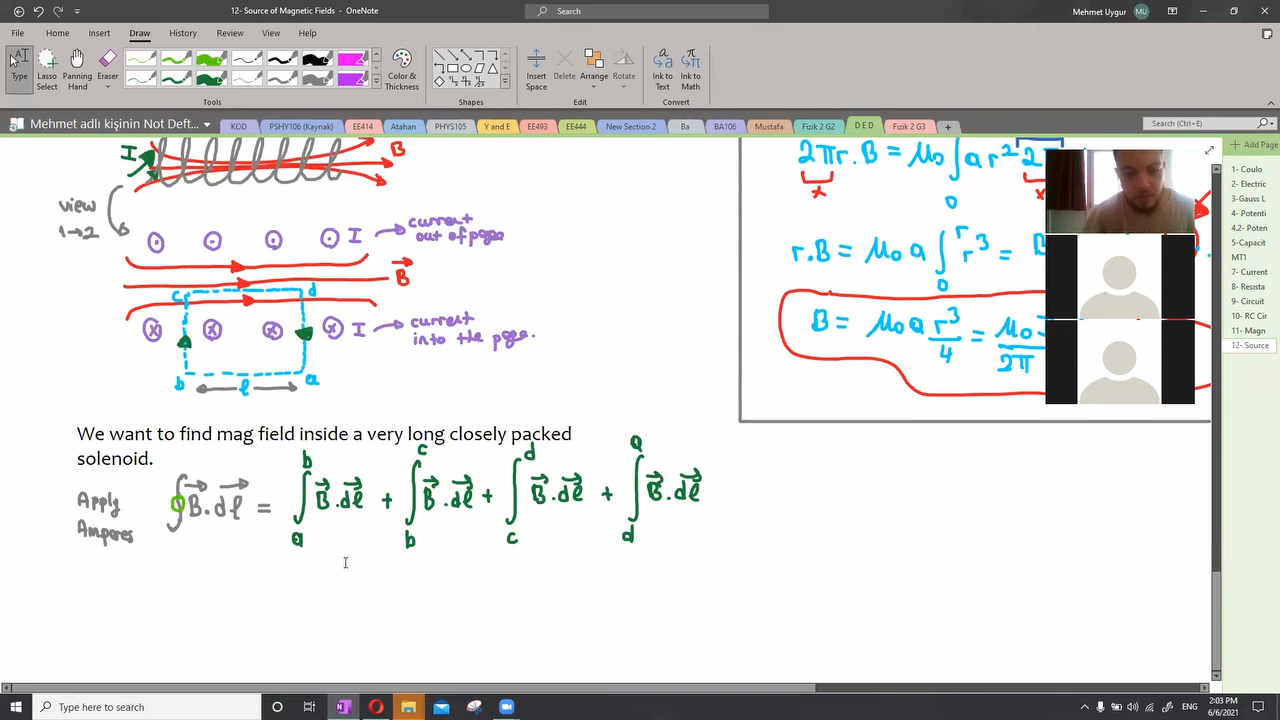 12- Source of Magnetic Fields - OneNote
Search
Mehmet Uygur MU
File Home Insert Draw History Review View Help
Type
Lasso Select
Panning Hand
Eraser
Color & Thickness
Insert Space
Delete
Arrange
Rotate
Ink to Text
Ink to Math
Tools
Shapes
Edit
Convert
Mehmet adlı kişinin Not Deft...
KOD PSHY106 (Kaynak) EE414 Atahan PHYS105 Y and E EE493 EE444 New Section 2 Ba BA106 Mustafa Fizik 2 G2 D E D Fizik 2 G3
Search (Ctrl+E)
Add Page
1- Coulo
2- Electric
3-Gauss L
4- Potenti
4.2- Poten
5-Capacit
MT1
7- Current
8- Resista
9- Circuit
10- RC Cir
11- Magn
12- Source
I B
view
1→2
I → current
out of page
B⃗
c d
I → current
into the page.
b ℓ a
We want to find mag field inside a very long closely packed
solenoid.
Apply
Amperes
∮B⃗.dℓ⃗ = ∫ₐᵇ B⃗.dℓ⃗ + ∫_b^c B⃗.dℓ⃗ + ∫_c^d B⃗.dℓ⃗ + ∫_d^a B⃗.dℓ⃗
2πr.B = μ₀ ∫₀ a r² 2
x x
r.B = μ₀ a ∫₀^r r³ = B
B = μ₀ a r³/4 = μ₀ /2π
Type here to search
ENG
2:03 PM
6/6/2021